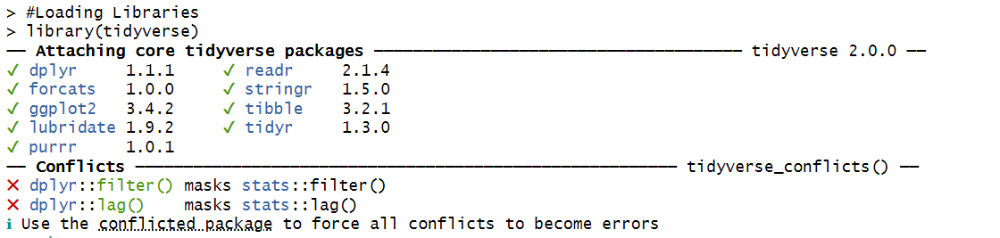 > #Loading Libraries
> library(tidyverse)
── Attaching core tidyverse packages ──────────────────────────────────── tidyverse 2.0.0 ──
✔ dplyr     1.1.1     ✔ readr     2.1.4
✔ forcats   1.0.0     ✔ stringr   1.5.0
✔ ggplot2   3.4.2     ✔ tibble    3.2.1
✔ lubridate 1.9.2     ✔ tidyr     1.3.0
✔ purrr     1.0.1
── Conflicts ────────────────────────────────────────────────────── tidyverse_conflicts() ──
✖ dplyr::filter() masks stats::filter()
✖ dplyr::lag()    masks stats::lag()
ℹ Use the conflicted package to force all conflicts to become errors